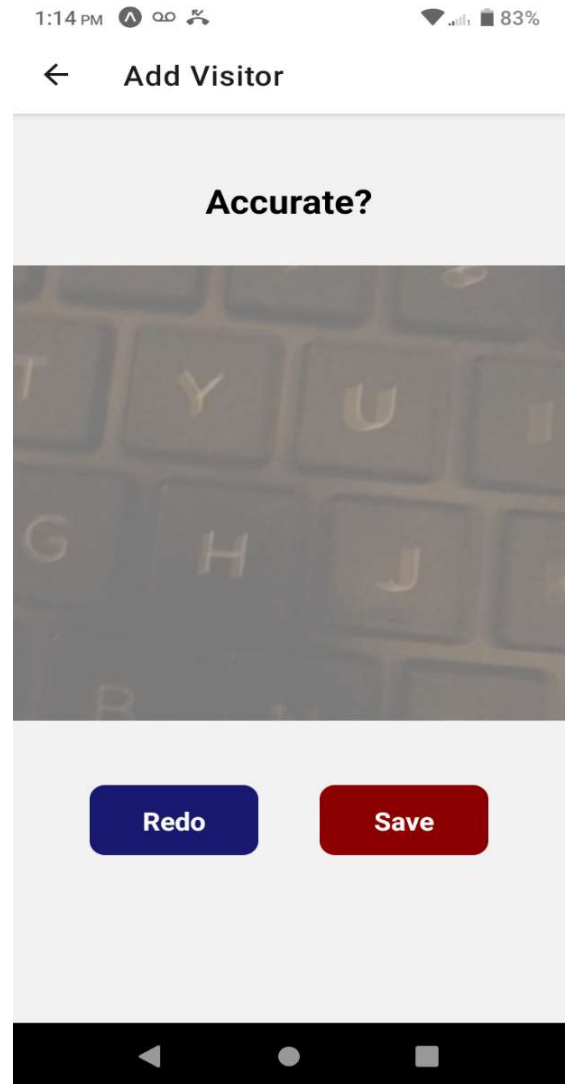 1:14 PM 83%
Add Visitor
Accurate?
T Y U I
G H J
B N
Redo Save